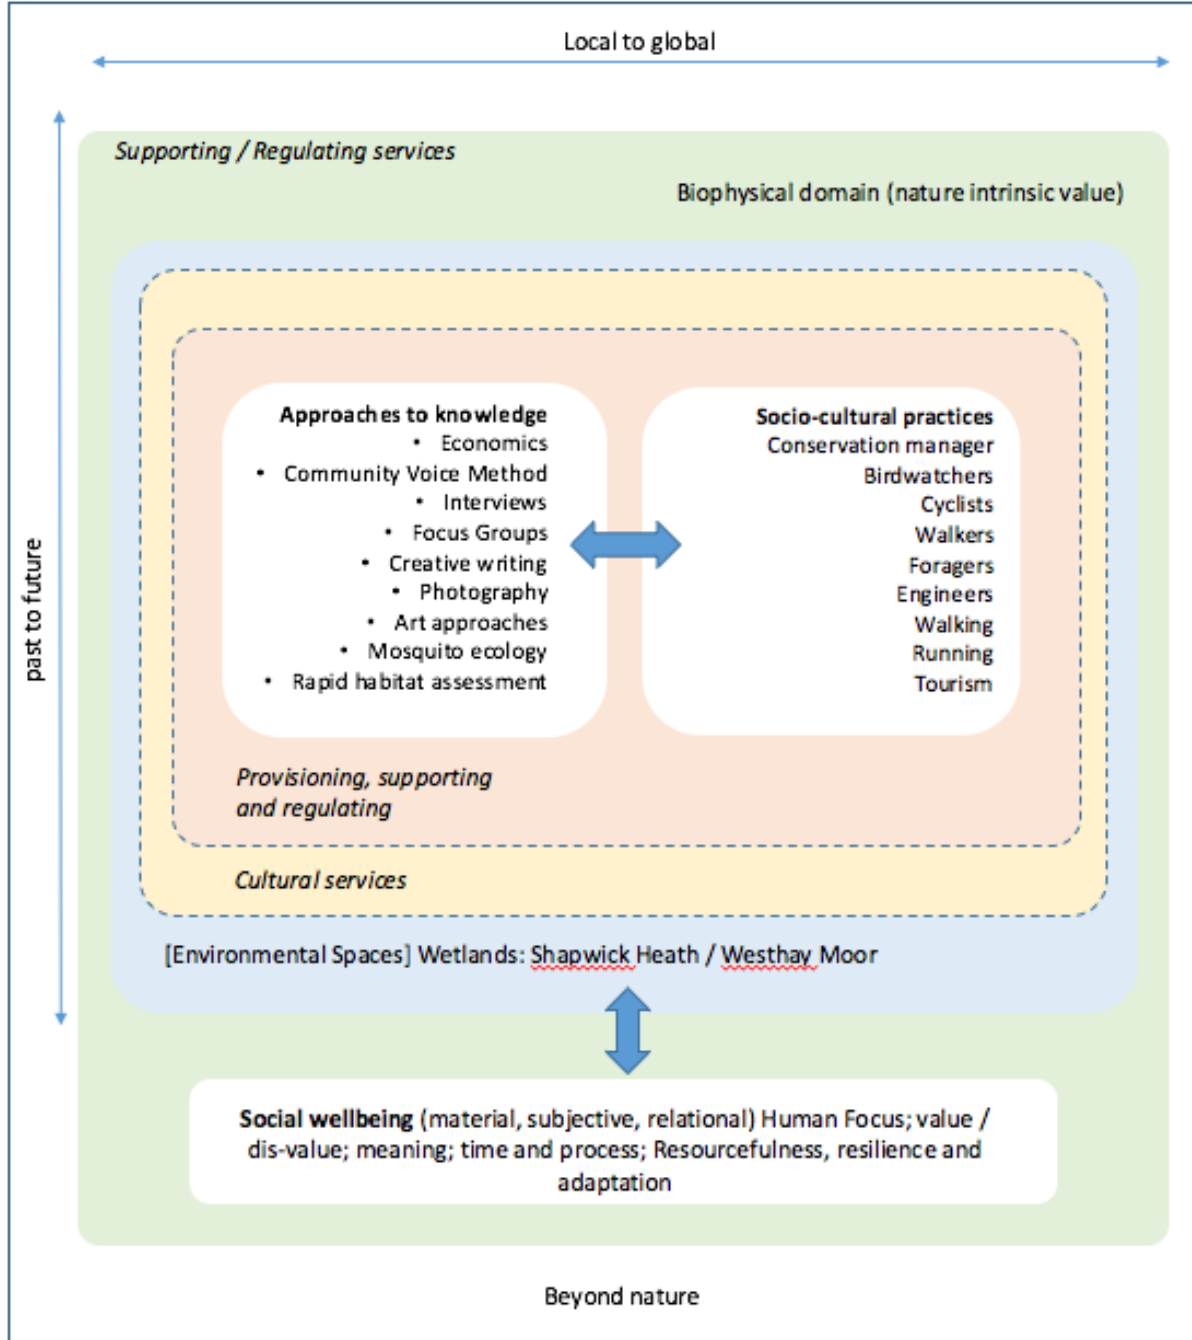 Local to global
Supporting / Regulating services
Biophysical domain (nature intrinsic value)
past to future
Approaches to knowledge
• Economics
• Community Voice Method
• Interviews
• Focus Groups
• Creative writing
• Photography
• Art approaches
• Mosquito ecology
• Rapid habitat assessment
Socio-cultural practices
Conservation manager
Birdwatchers
Cyclists
Walkers
Foragers
Engineers
Walking
Running
Tourism
Provisioning, supporting
and regulating
Cultural services
[Environmental Spaces] Wetlands: Shapwick Heath / Westhay Moor
Social wellbeing (material, subjective, relational) Human Focus; value /
dis-value; meaning; time and process; Resourcefulness, resilience and
adaptation
Beyond nature